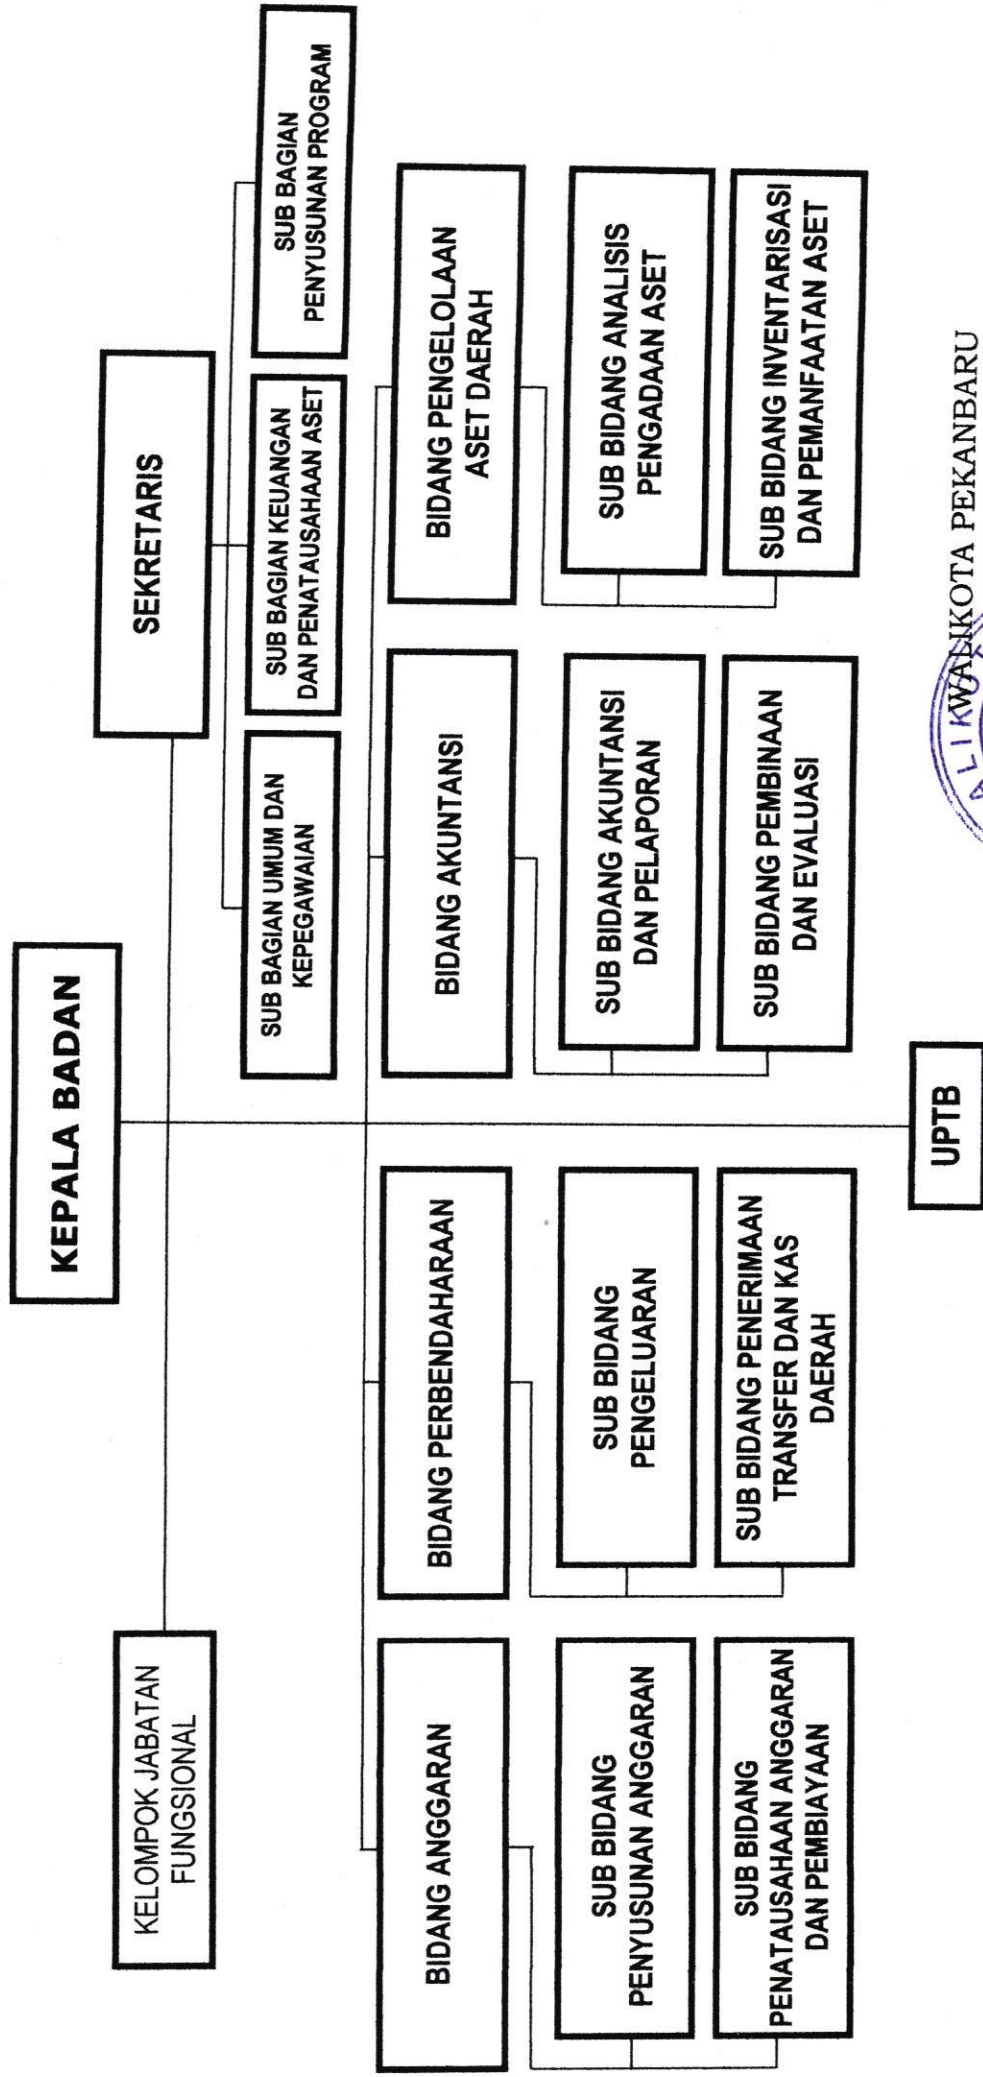 KEPALA BADAN
KELOMPOK JABATAN
FUNGSIONAL
SEKRETARIS
SUB BAGIAN UMUM DAN
KEPEGAWAIAN
SUB BAGIAN KEUANGAN
DAN PENATAUSAHAAN ASET
SUB BAGIAN
PENYUSUNAN PROGRAM
BIDANG ANGGARAN
BIDANG PERBENDAHARAAN
BIDANG AKUNTANSI
BIDANG PENGELOLAAN
ASET DAERAH
SUB BIDANG
PENYUSUNAN ANGGARAN
SUB BIDANG
PENGELUARAN
SUB BIDANG AKUNTANSI
DAN PELAPORAN
SUB BIDANG ANALISIS
PENGADAAN ASET
SUB BIDANG
PENATAUSAHAAN ANGGARAN
DAN PEMBIAYAAN
SUB BIDANG PENERIMAAN
TRANSFER DAN KAS
DAERAH
SUB BIDANG PEMBINAAN
DAN EVALUASI
SUB BIDANG INVENTARISASI
DAN PEMANFAATAN ASET
UPTB
WALIKOTA PEKANBARU